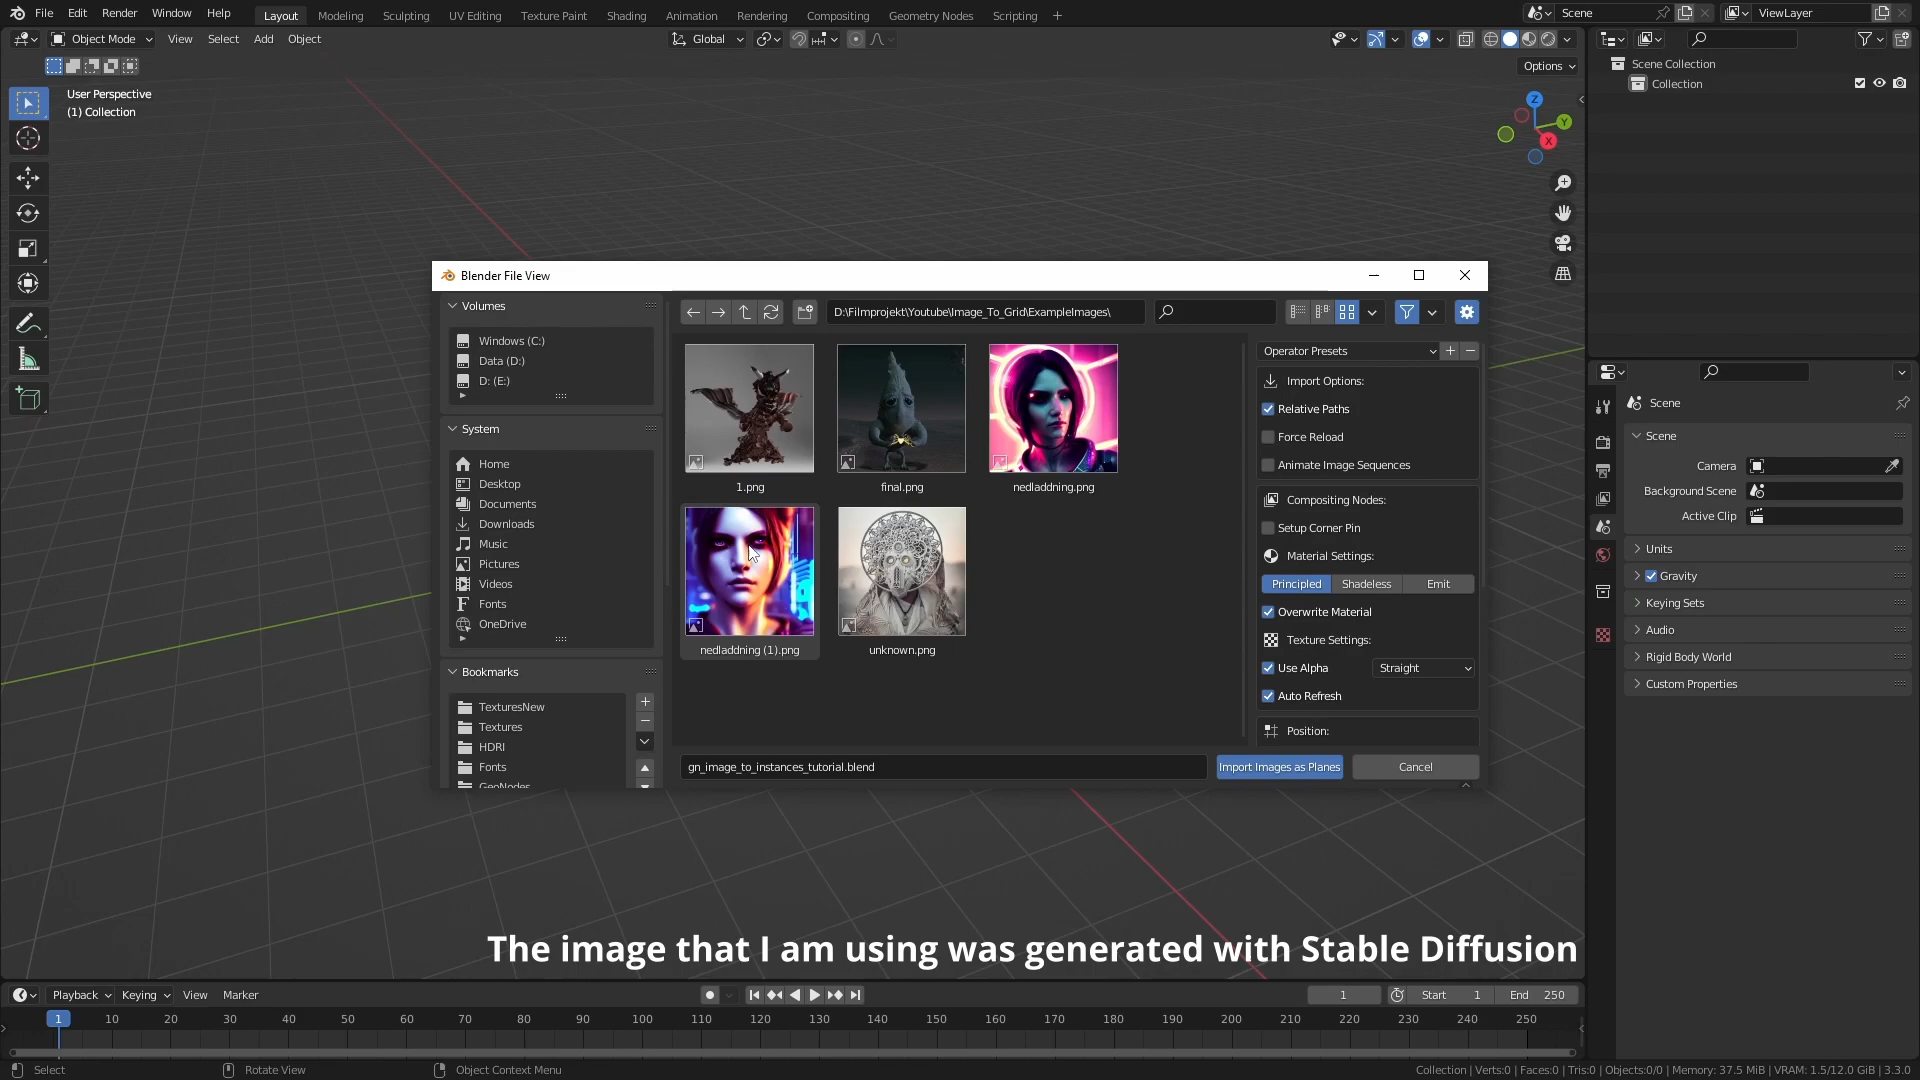 File Edit Render Window Help Layout Modeling Sculpting UV Editing Texture Paint Shading Animation Rendering Compositing Geometry Nodes Scripting + Scene ViewLayer
Object Mode View Select Add Object Global
Options
User Perspective
(1) Collection
Z
Y
X
Scene Collection
Collection
Blender File View
Volumes
Windows (C:)
Data (D:)
D: (E:)
System
Home
Desktop
Documents
Downloads
Music
Pictures
Videos
Fonts
OneDrive
Bookmarks
TexturesNew
Textures
HDRI
Fonts
GeoNodes
D:\Filmprojekt\Youtube\Image_To_Grid\ExampleImages\
1.png
final.png
nedladdning.png
nedladdning (1).png
unknown.png
Operator Presets
Import Options:
Relative Paths
Force Reload
Animate Image Sequences
Compositing Nodes:
Setup Corner Pin
Material Settings:
Principled Shadeless Emit
Overwrite Material
Texture Settings:
Use Alpha Straight
Auto Refresh
Position:
gn_image_to_instances_tutorial.blend
Import Images as Planes Cancel
Scene
Scene
Camera
Background Scene
Active Clip
Units
Gravity
Keying Sets
Audio
Rigid Body World
Custom Properties
The image that I am using was generated with Stable Diffusion
Playback Keying View Marker 1 Start 1 End 250
1 10 20 30 40 50 60 70 80 90 100 110 120 130 140 150 160 170 180 190 200 210 220 230 240 250
Select Rotate View Object Context Menu Collection | Verts:0 | Faces:0 | Tris:0 | Objects:0/0 | Memory: 37.5 MiB | VRAM: 1.5/12.0 GiB | 3.3.0